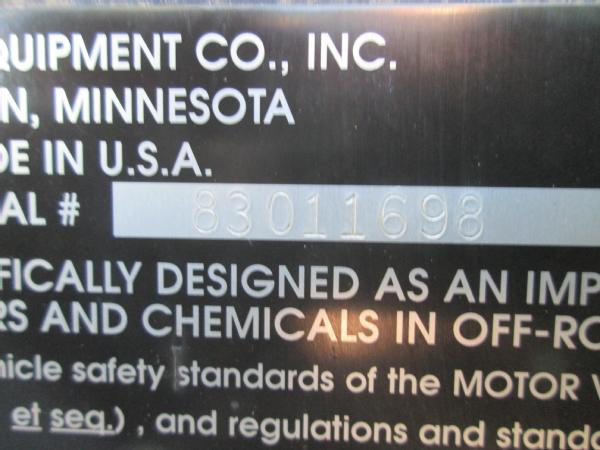 QUIPMENT CO., INC.
N, MINNESOTA
DE IN U.S.A.
AL # 83011698
FICALLY DESIGNED AS AN IMP
RS AND CHEMICALS IN OFF-RO
hicle safety standards of the MOTOR V
et seq.), and regulations and standa